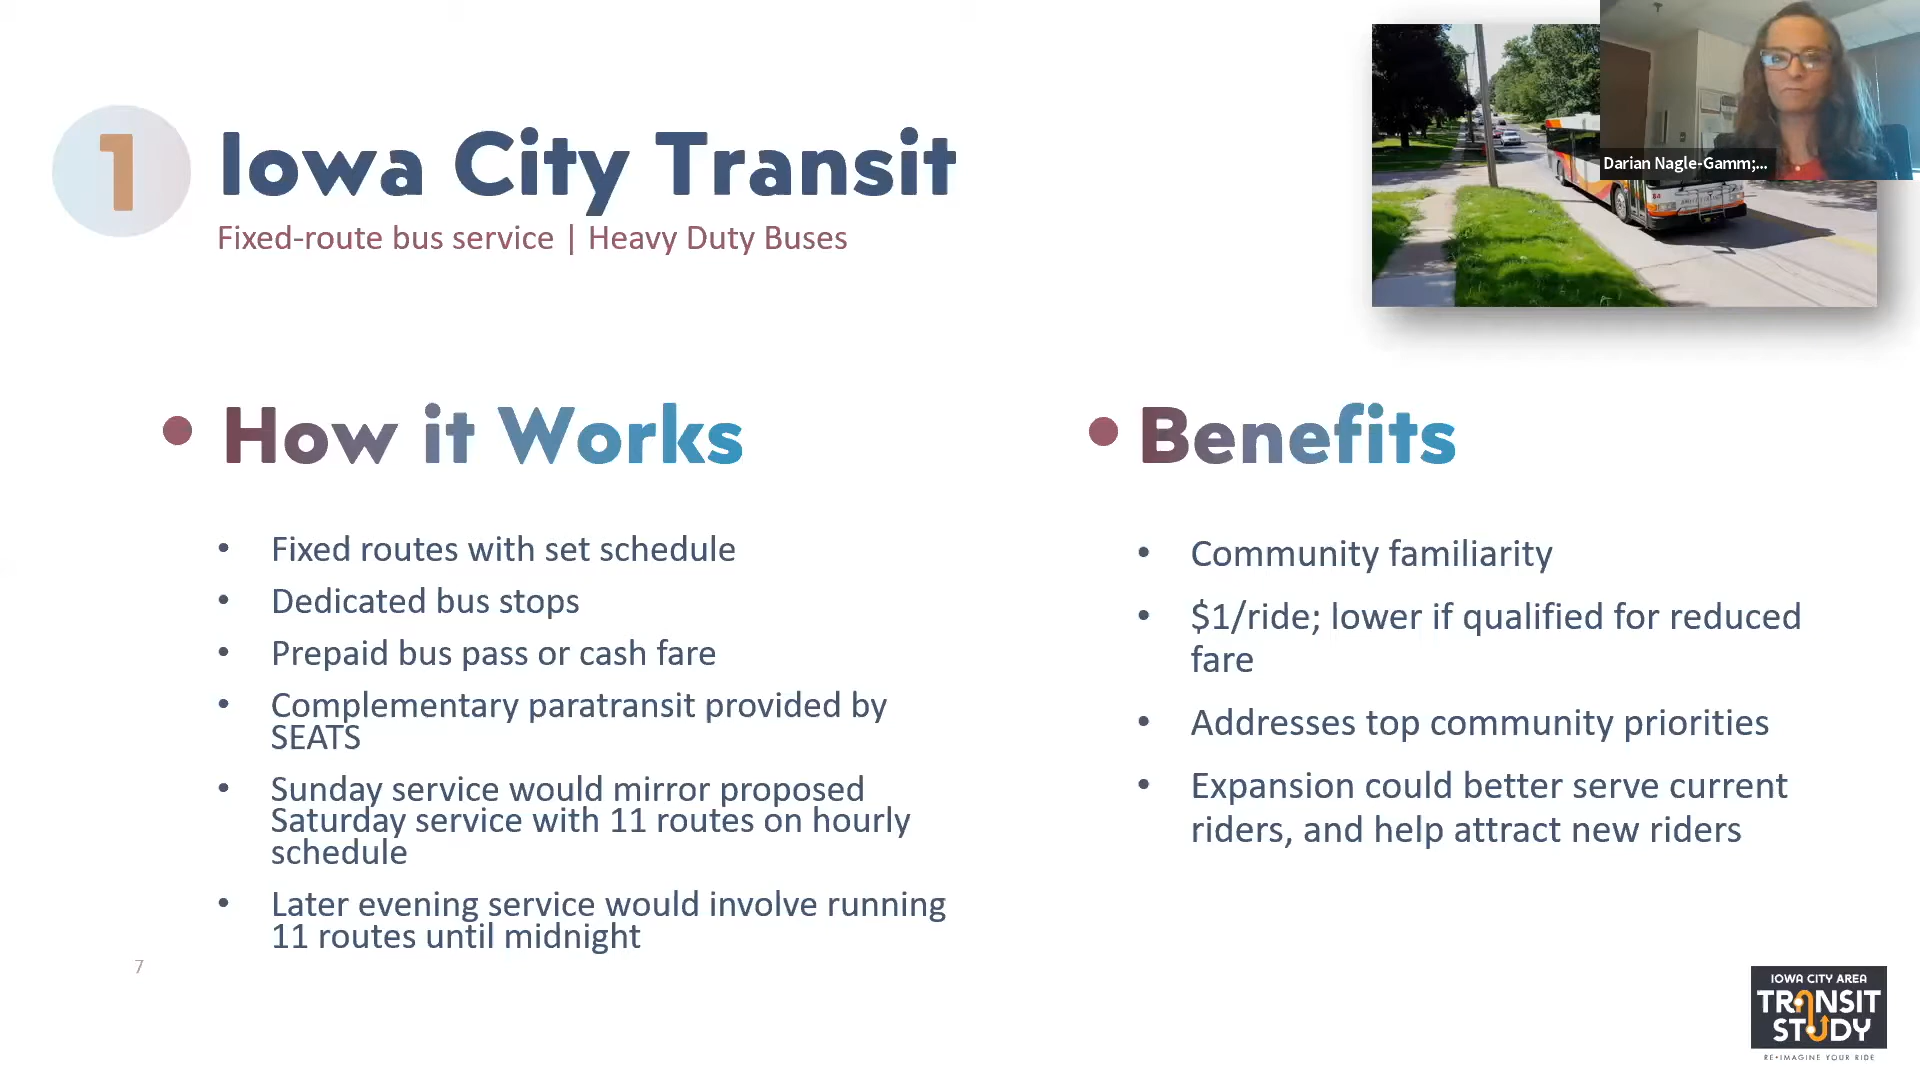 1
Iowa City Transit
Fixed-route bus service | Heavy Duty Buses
Darian Nagle-Gamm;...
• How it Works
• Fixed routes with set schedule
• Dedicated bus stops
• Prepaid bus pass or cash fare
• Complementary paratransit provided by
SEATS
• Sunday service would mirror proposed
Saturday service with 11 routes on hourly
schedule
• Later evening service would involve running
11 routes until midnight
• Benefits
• Community familiarity
• $1/ride; lower if qualified for reduced
fare
• Addresses top community priorities
• Expansion could better serve current
riders, and help attract new riders
7
IOWA CITY AREA
TRANSIT
STUDY
RE•IMAGINE YOUR RIDE